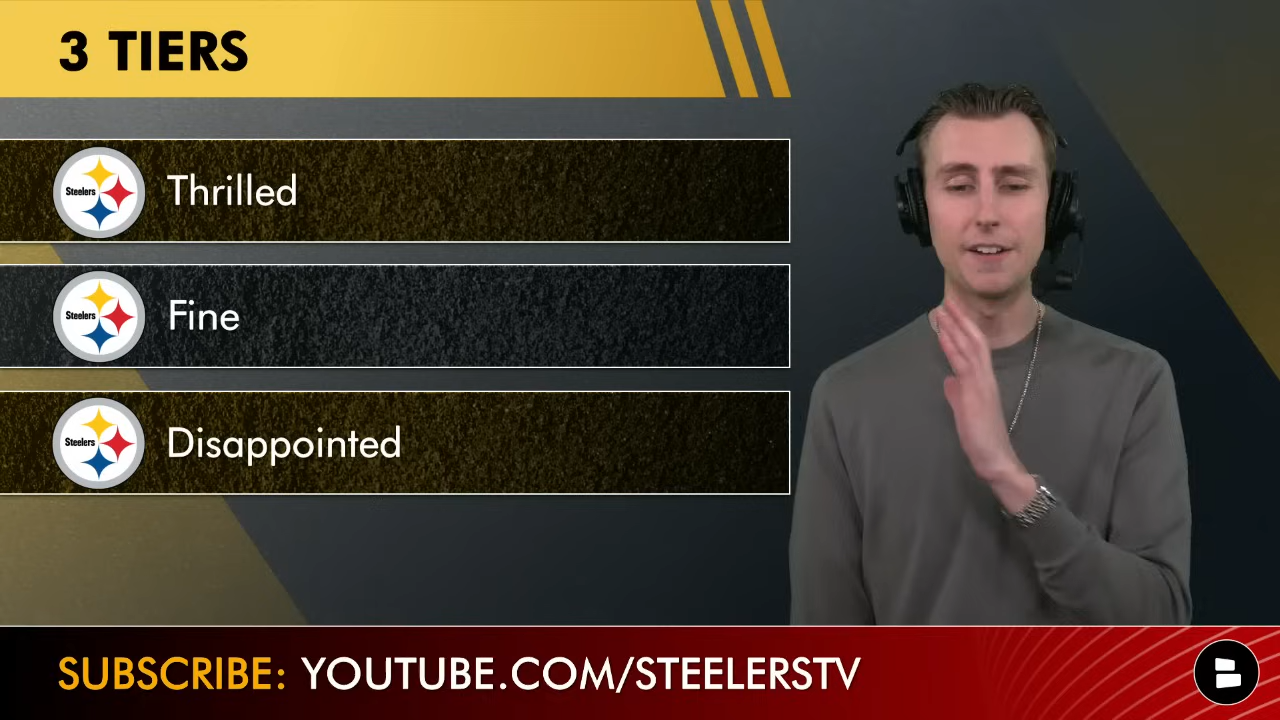 3 TIERS
Steelers
Thrilled
Steelers
Fine
Steelers
Disappointed
SUBSCRIBE: YOUTUBE.COM/STEELERSTV